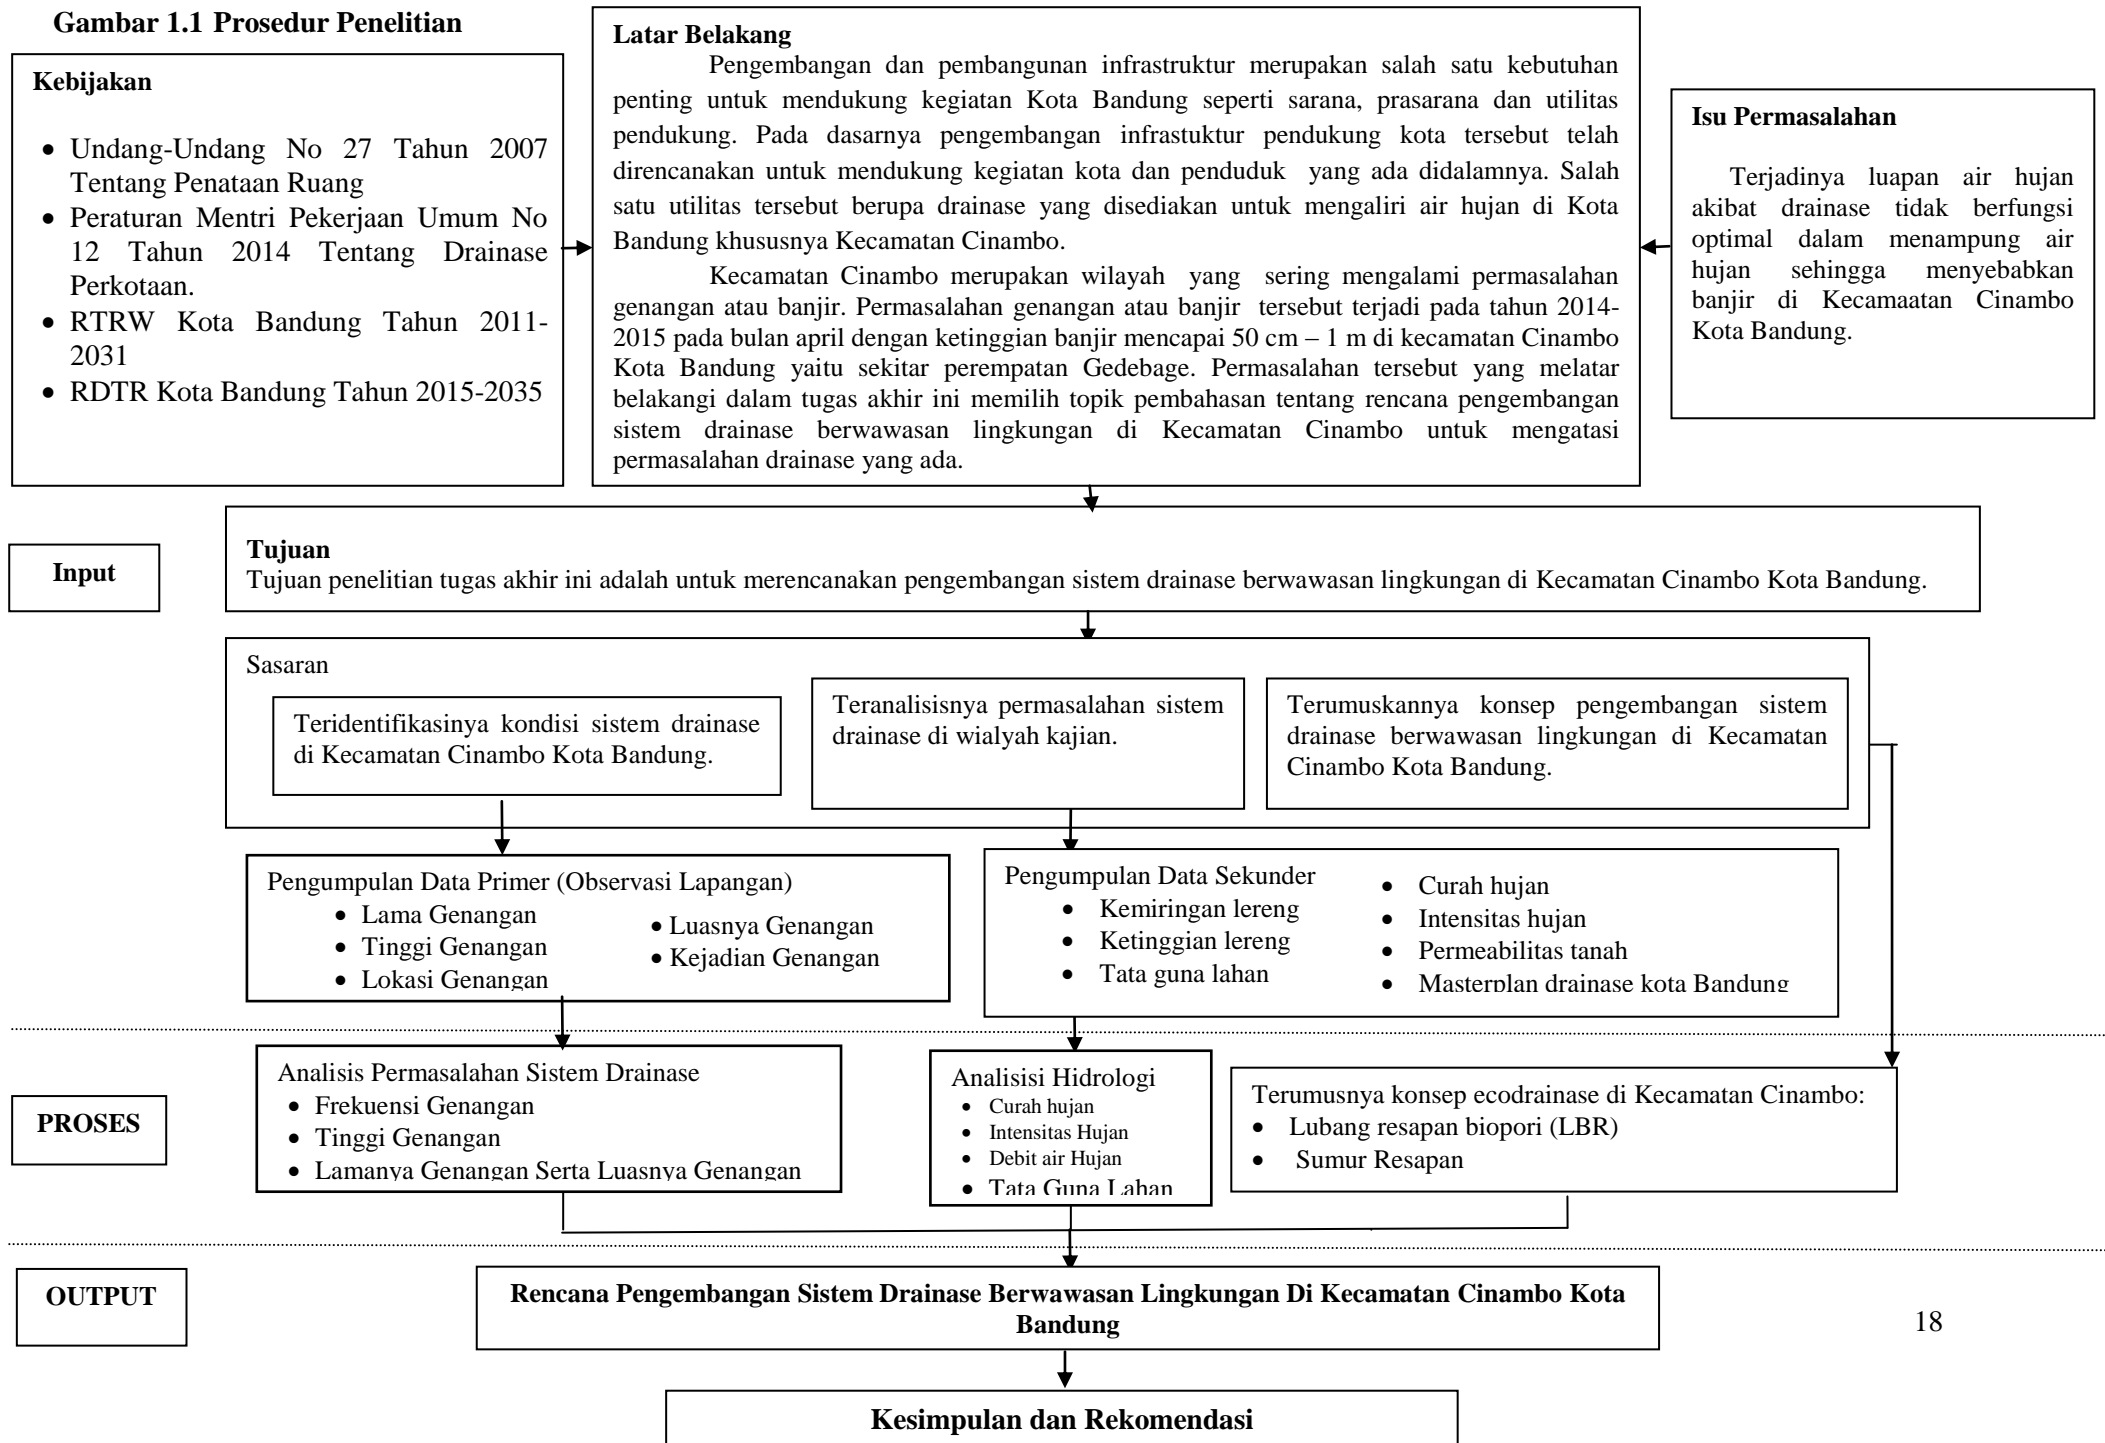 Gambar 1.1 Prosedur Penelitian
Kebijakan
• Undang-Undang No 27 Tahun 2007
Tentang Penataan Ruang
• Peraturan Mentri Pekerjaan Umum No
12 Tahun 2014 Tentang Drainase
Perkotaan.
• RTRW Kota Bandung Tahun 2011-
2031
• RDTR Kota Bandung Tahun 2015-2035
Latar Belakang
Pengembangan dan pembangunan infrastruktur merupakan salah satu kebutuhan
penting untuk mendukung kegiatan Kota Bandung seperti sarana, prasarana dan utilitas
pendukung. Pada dasarnya pengembangan infrastuktur pendukung kota tersebut telah
direncanakan untuk mendukung kegiatan kota dan penduduk yang ada didalamnya. Salah
satu utilitas tersebut berupa drainase yang disediakan untuk mengaliri air hujan di Kota
Bandung khususnya Kecamatan Cinambo.
Kecamatan Cinambo merupakan wilayah yang sering mengalami permasalahan
genangan atau banjir. Permasalahan genangan atau banjir tersebut terjadi pada tahun 2014-
2015 pada bulan april dengan ketinggian banjir mencapai 50 cm – 1 m di kecamatan Cinambo
Kota Bandung yaitu sekitar perempatan Gedebage. Permasalahan tersebut yang melatar
belakangi dalam tugas akhir ini memilih topik pembahasan tentang rencana pengembangan
sistem drainase berwawasan lingkungan di Kecamatan Cinambo untuk mengatasi
permasalahan drainase yang ada.
Isu Permasalahan
Terjadinya luapan air hujan
akibat drainase tidak berfungsi
optimal dalam menampung air
hujan sehingga menyebabkan
banjir di Kecamaatan Cinambo
Kota Bandung.
Input
Tujuan
Tujuan penelitian tugas akhir ini adalah untuk merencanakan pengembangan sistem drainase berwawasan lingkungan di Kecamatan Cinambo Kota Bandung.
Sasaran
Teridentifikasinya kondisi sistem drainase
di Kecamatan Cinambo Kota Bandung.
Teranalisisnya permasalahan sistem
drainase di wialyah kajian.
Terumuskannya konsep pengembangan sistem
drainase berwawasan lingkungan di Kecamatan
Cinambo Kota Bandung.
Pengumpulan Data Primer (Observasi Lapangan)
• Lama Genangan
• Tinggi Genangan
• Lokasi Genangan
• Luasnya Genangan
• Kejadian Genangan
Pengumpulan Data Sekunder
• Kemiringan lereng
• Ketinggian lereng
• Tata guna lahan
• Curah hujan
• Intensitas hujan
• Permeabilitas tanah
• Masterplan drainase kota Bandung
PROSES
Analisis Permasalahan Sistem Drainase
• Frekuensi Genangan
• Tinggi Genangan
• Lamanya Genangan Serta Luasnya Genangan
Analisisi Hidrologi
• Curah hujan
• Intensitas Hujan
• Debit air Hujan
• Tata Guna Lahan
Terumusnya konsep ecodrainase di Kecamatan Cinambo:
• Lubang resapan biopori (LBR)
• Sumur Resapan
OUTPUT
Rencana Pengembangan Sistem Drainase Berwawasan Lingkungan Di Kecamatan Cinambo Kota
Bandung
18
Kesimpulan dan Rekomendasi